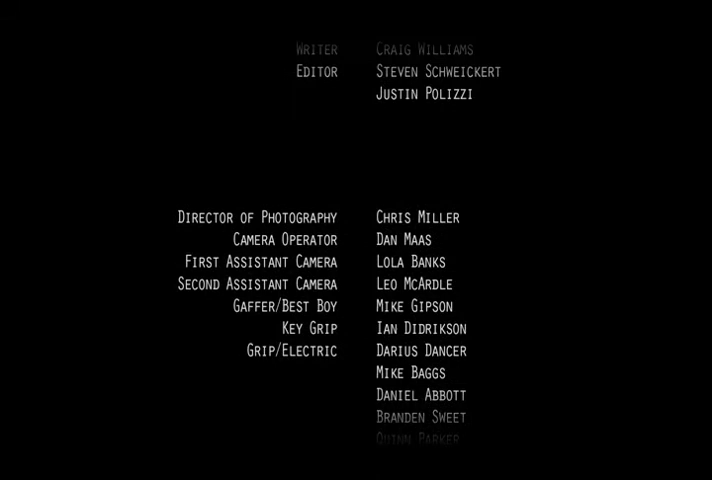 Writer Craig Williams
Editor Steven Schweickert
Justin Polizzi
Director of Photography Chris Miller
Camera Operator Dan Maas
First Assistant Camera Lola Banks
Second Assistant Camera Leo McArdle
Gaffer/Best Boy Mike Gipson
Key Grip Ian Didrikson
Grip/Electric Darius Dancer
Mike Baggs
Daniel Abbott
Branden Sweet
Quinn Parker